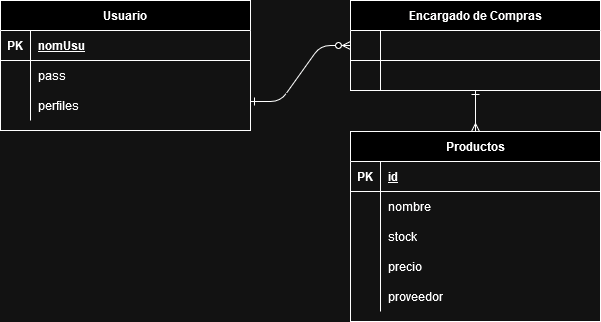 Usuario
PK nomUsu
pass
perfiles
Encargado de Compras
Productos
PK id
nombre
stock
precio
proveedor